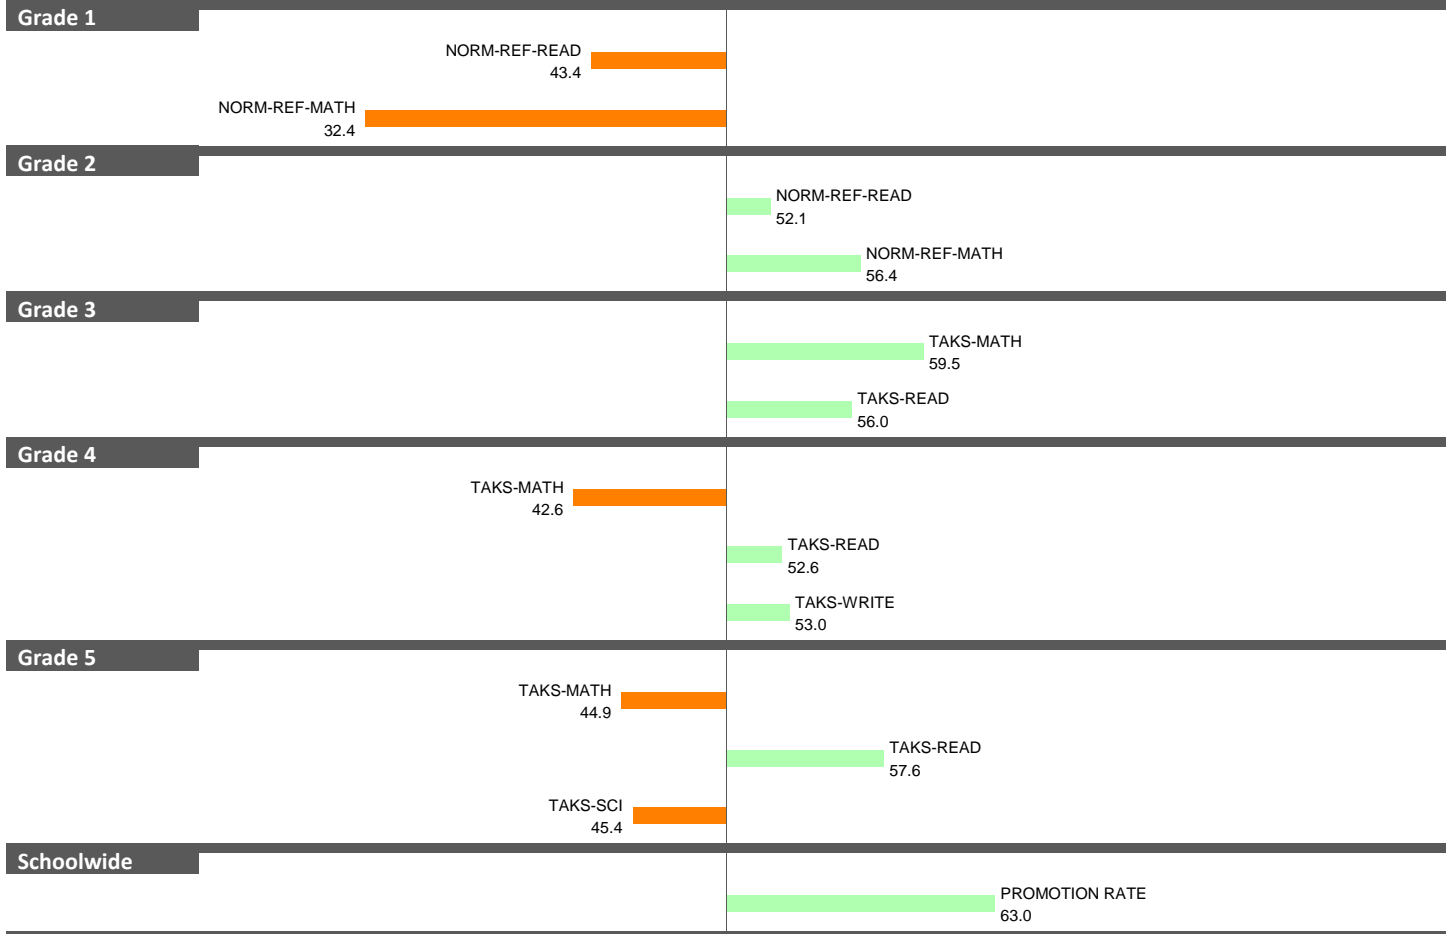 Grade 1
NORM-REF-READ
43.4
NORM-REF-MATH
32.4
Grade 2
NORM-REF-READ
52.1
NORM-REF-MATH
56.4
Grade 3
TAKS-MATH
59.5
TAKS-READ
56.0
Grade 4
TAKS-MATH
42.6
TAKS-READ
52.6
TAKS-WRITE
53.0
Grade 5
TAKS-MATH
44.9
TAKS-READ
57.6
TAKS-SCI
45.4
Schoolwide
PROMOTION RATE
63.0